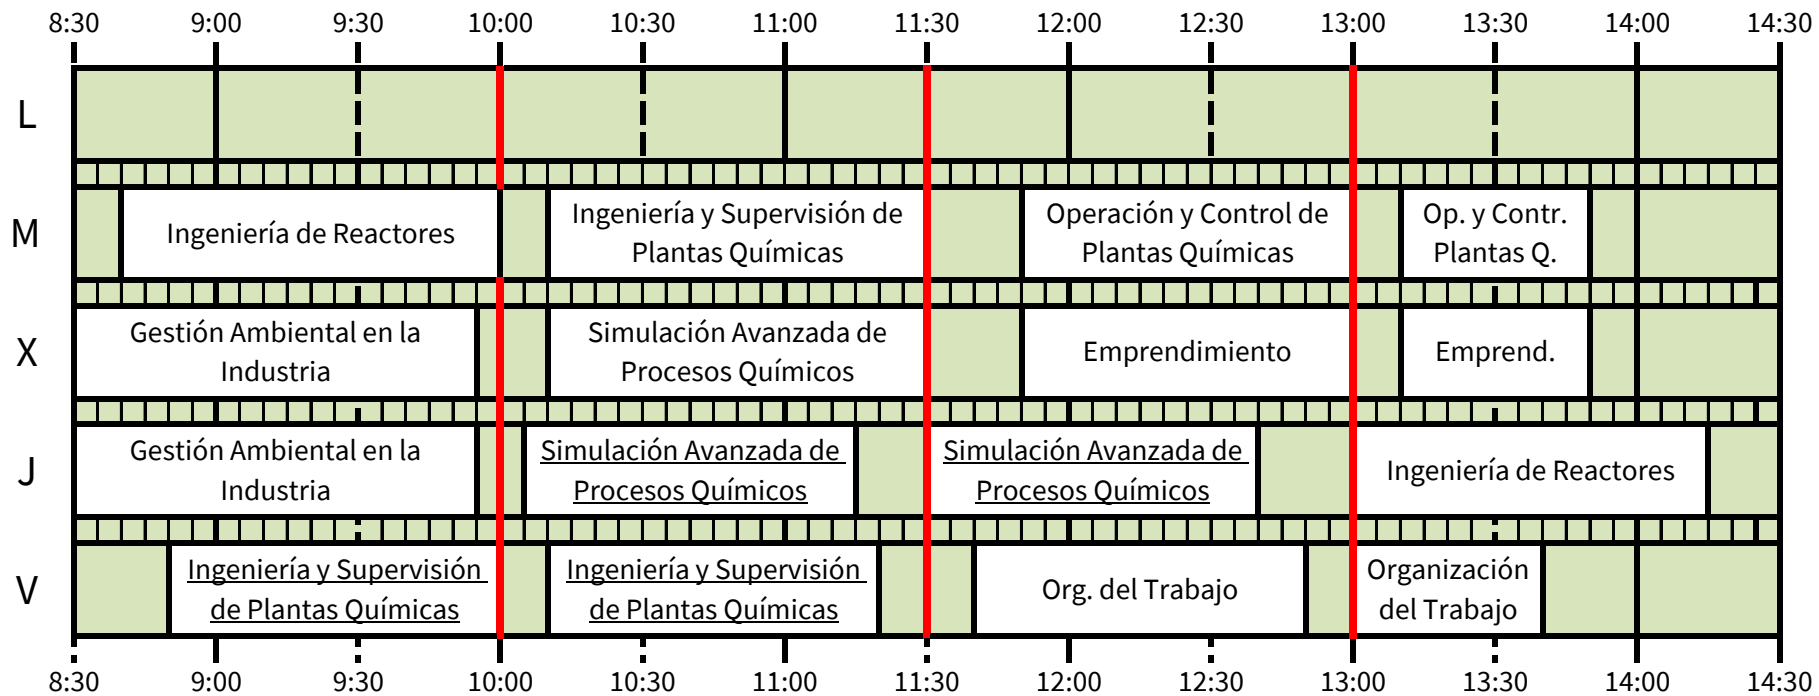 8:30 9:00 9:30 10:00 10:30 11:00 11:30 12:00 12:30 13:00 13:30 14:00 14:30
L
M
Ingeniería de Reactores
Ingeniería y Supervisión de
Plantas Químicas
Operación y Control de
Plantas Químicas
Op. y Contr.
Plantas Q.
X
Gestión Ambiental en la
Industria
Simulación Avanzada de
Procesos Químicos
Emprendimiento
Emprend.
J
Gestión Ambiental en la
Industria
Simulación Avanzada de
Procesos Químicos
Simulación Avanzada de
Procesos Químicos
Ingeniería de Reactores
V
Ingeniería y Supervisión
de Plantas Químicas
Ingeniería y Supervisión
de Plantas Químicas
Org. del Trabajo
Organización
del Trabajo
8:30 9:00 9:30 10:00 10:30 11:00 11:30 12:00 12:30 13:00 13:30 14:00 14:30